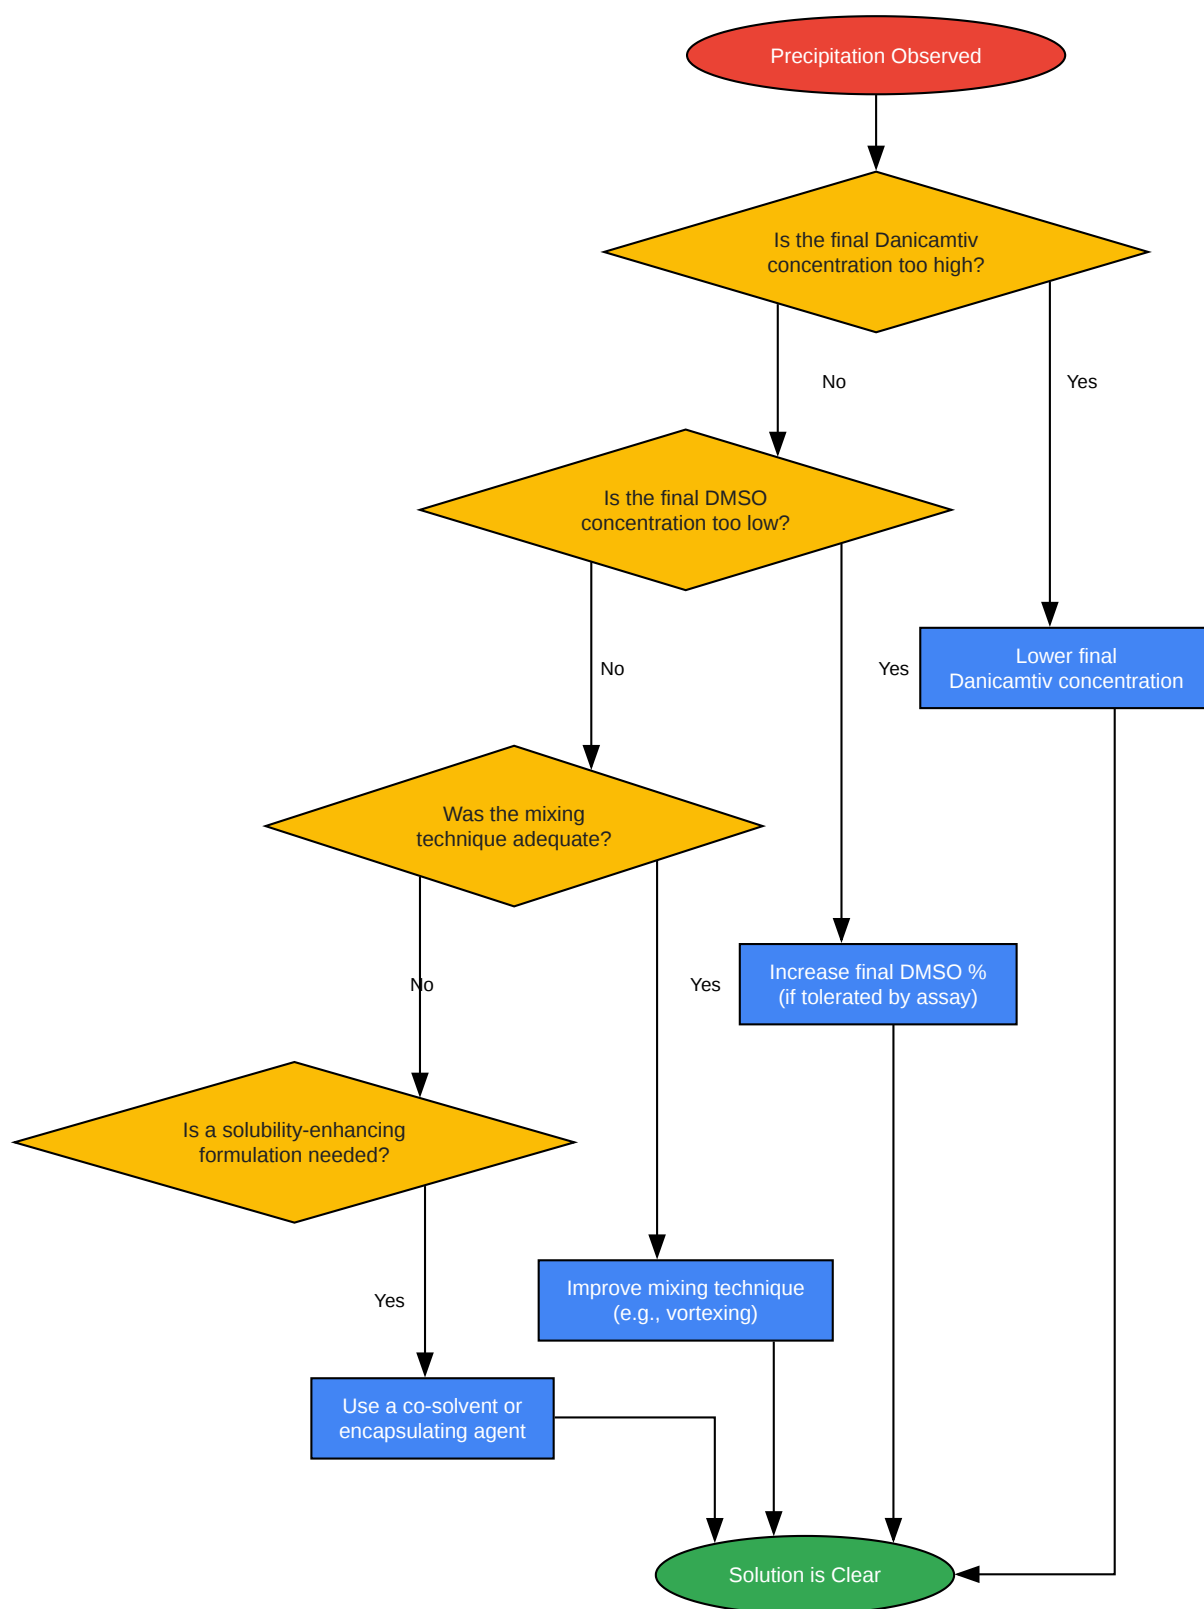 Precipitation Observed
Is the final Danicamtiv
concentration too high?
No
Yes
Is the final DMSO
concentration too low?
No
Yes
Lower final
Danicamtiv concentration
Was the mixing
technique adequate?
No
Yes
Increase final DMSO %
(if tolerated by assay)
Is a solubility-enhancing
formulation needed?
Yes
Improve mixing technique
(e.g., vortexing)
Use a co-solvent or
encapsulating agent
Solution is Clear